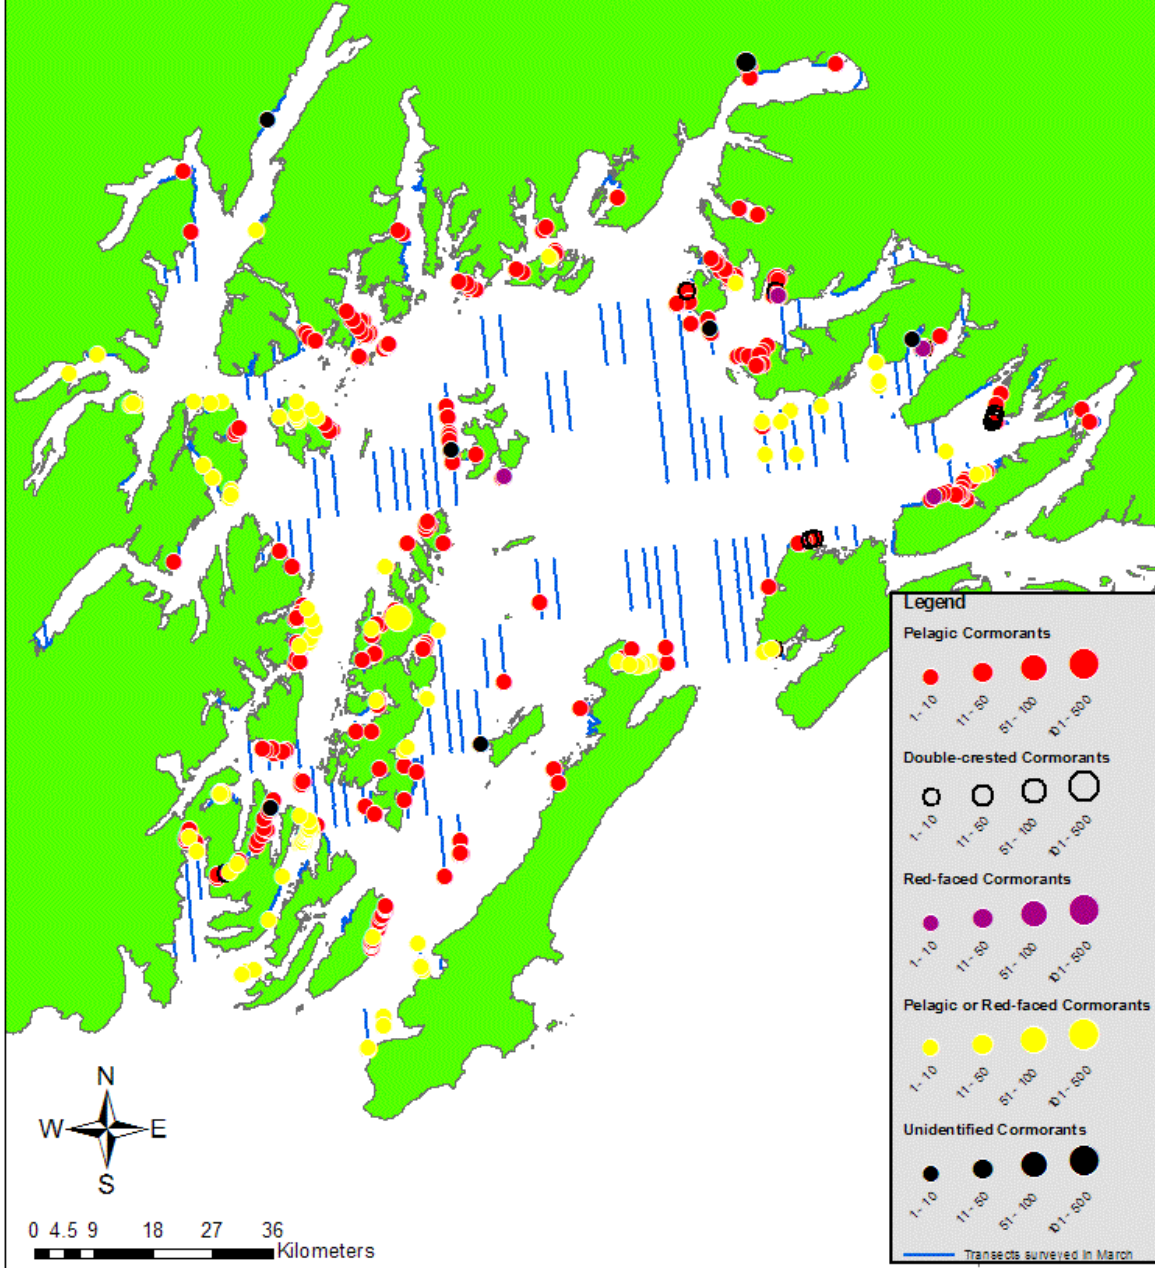 Legend
Pelagic Cormorants
1 - 10 11 - 50 51 - 100 101 - 500
Double-crested Cormorants
1 - 10 11 - 50 51 - 100 101 - 500
Red-faced Cormorants
1 - 10 11 - 50 51 - 100 101 - 500
Pelagic or Red-faced Cormorants
1 - 10 11 - 50 51 - 100 101 - 500
Unidentified Cormorants
1 - 10 11 - 50 51 - 100 101 - 500
Transects surveyed in March
N
W E
S
0 4.5 9 18 27 36
Kilometers